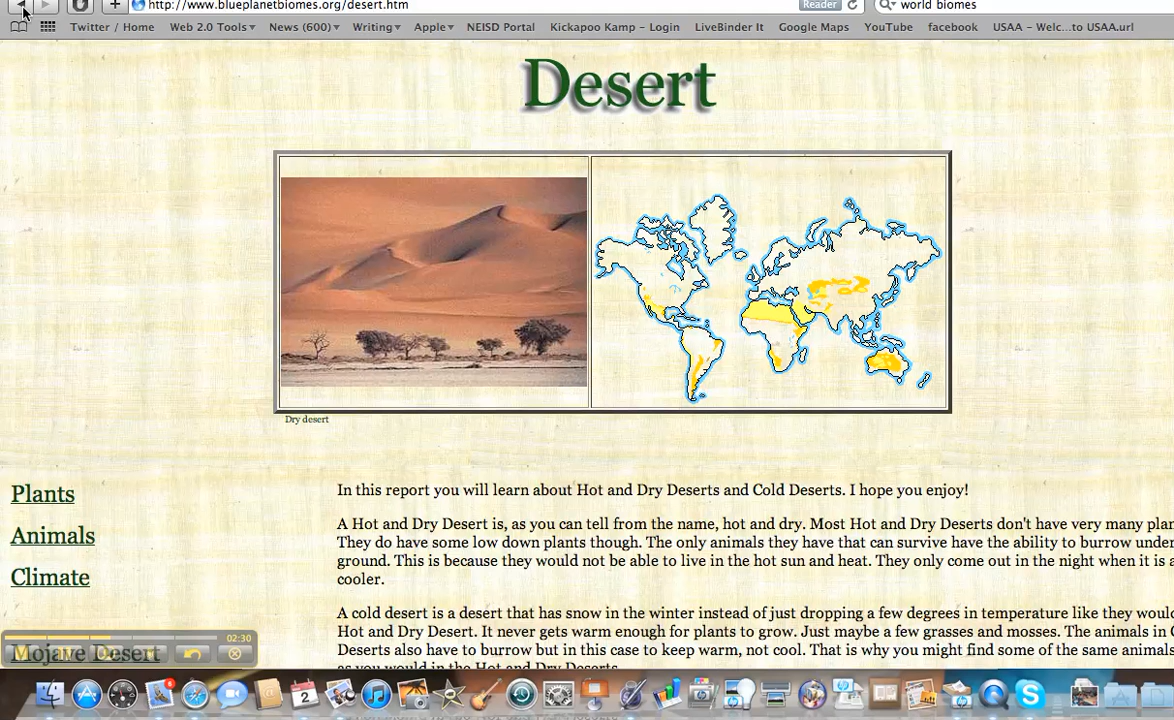 http://www.blueplanetbiomes.org/desert.htm
Reader
world biomes
Twitter / Home
Web 2.0 Tools
News (600)
Writing
Apple
NEISD Portal
Kickapoo Kamp - Login
LiveBinder It
Google Maps
YouTube
facebook
USAA - Welc...to USAA.url
Desert
Dry desert
Plants
Animals
Climate
Mojave Desert
02:30
In this report you will learn about Hot and Dry Deserts and Cold Deserts. I hope you enjoy!
A Hot and Dry Desert is, as you can tell from the name, hot and dry. Most Hot and Dry Deserts don't have very many plan
They do have some low down plants though. The only animals they have that can survive have the ability to burrow under
ground. This is because they would not be able to live in the hot sun and heat. They only come out in the night when it is a
cooler.
A cold desert is a desert that has snow in the winter instead of just dropping a few degrees in temperature like they would
Hot and Dry Desert. It never gets warm enough for plants to grow. Just maybe a few grasses and mosses. The animals in C
Deserts also have to burrow but in this case to keep warm, not cool. That is why you might find some of the same animals
as you would in the Hot and Dry Deserts.
2